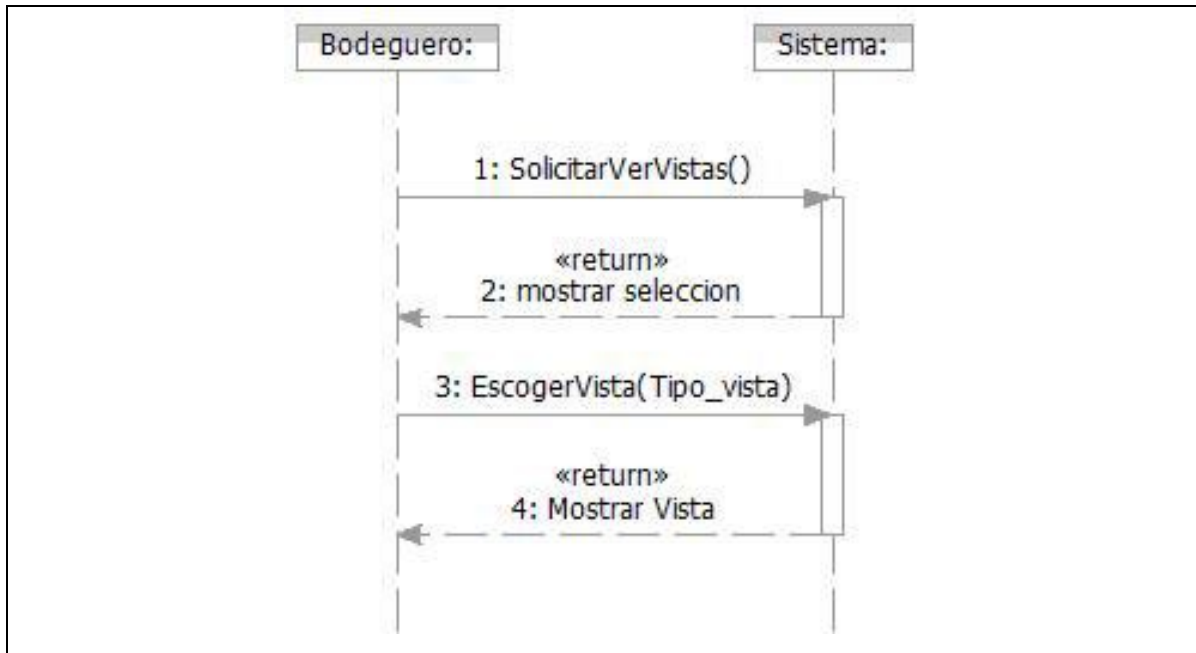 Bodeguero:
Sistema:
1: SolicitarVerVistas()
«return»
2: mostrar seleccion
3: EscogerVista(Tipo_vista)
«return»
4: Mostrar Vista